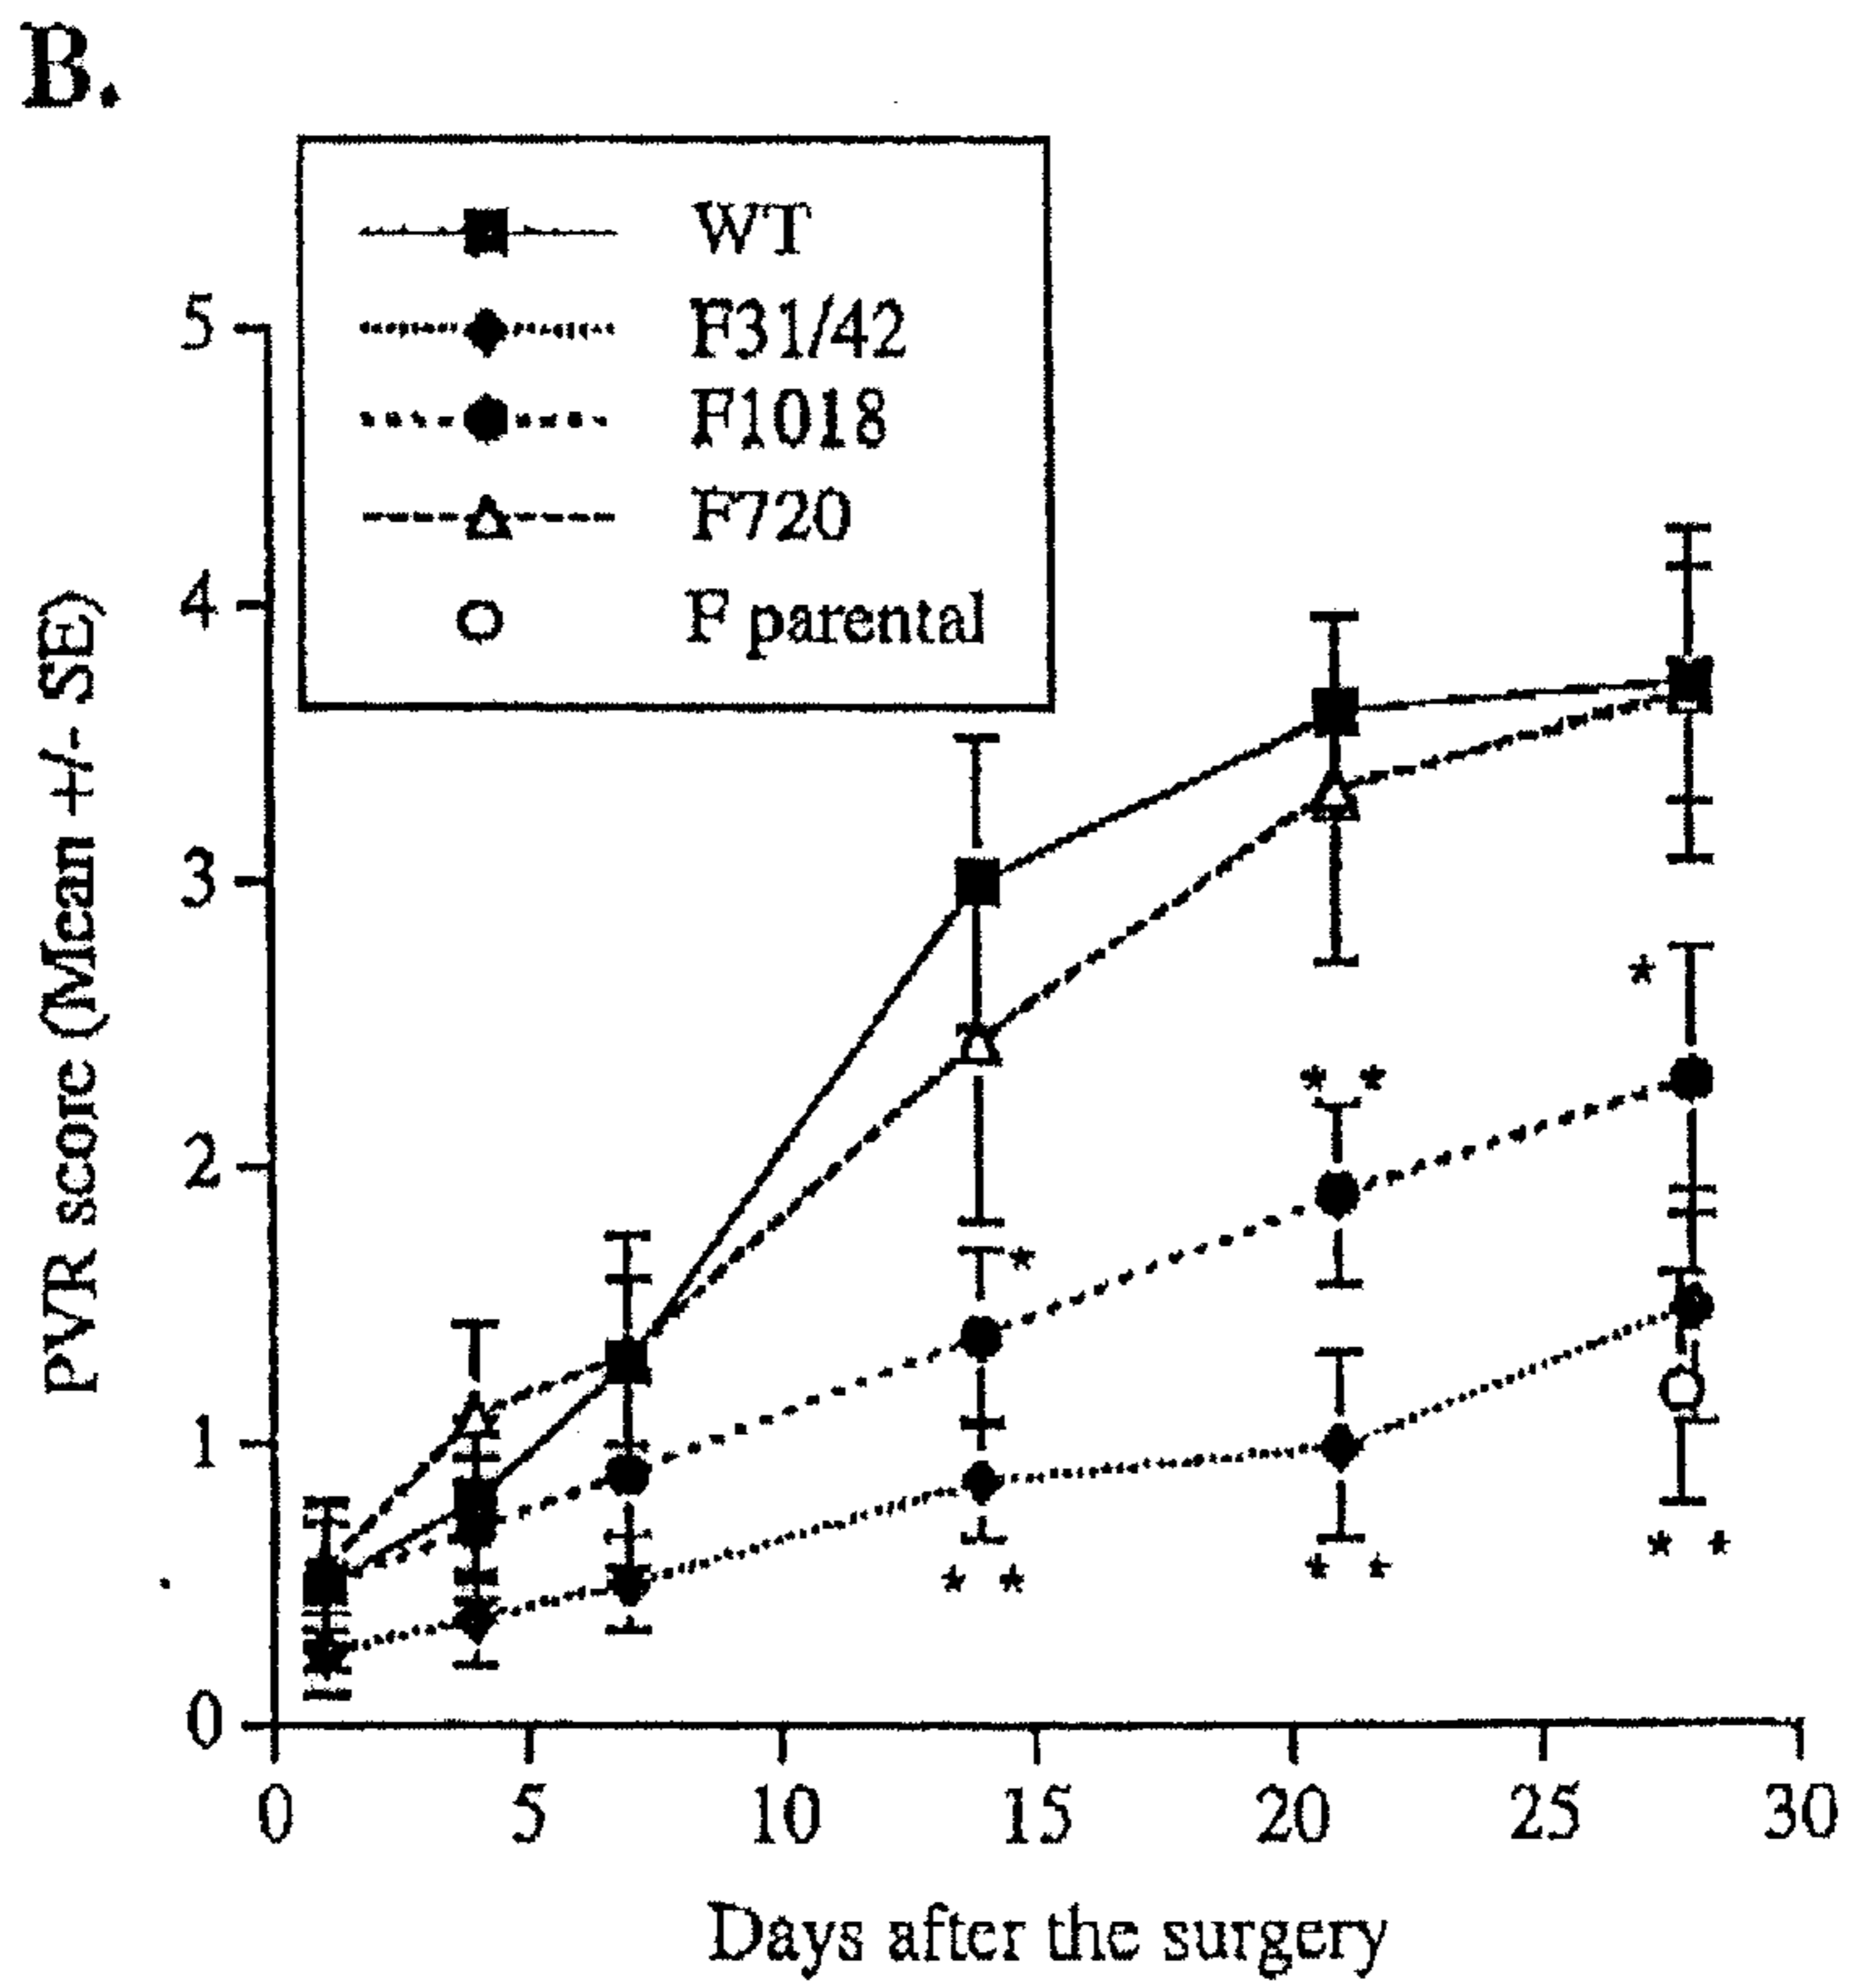 B.
WT
F31/42
F1018
F720
F parental
PVR score (Mean +/- SE)
5
4
3
2
1
0
*
* *
*
* *
* *
* *
0 5 10 15 20 25 30
Days after the surgery